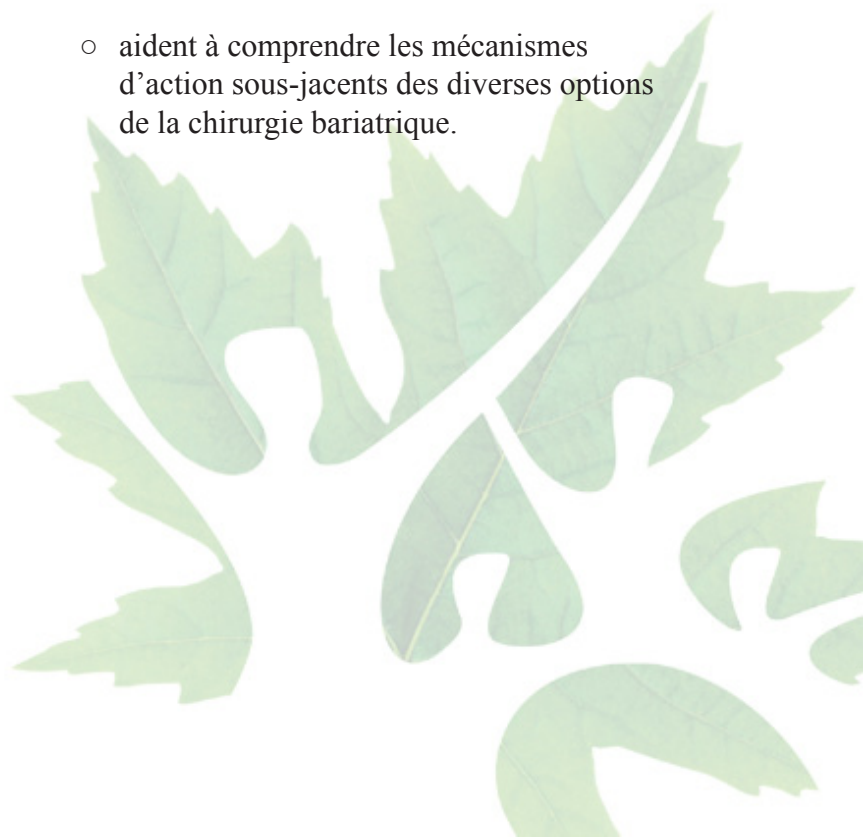 ○ aident à comprendre les mécanismes
d’action sous-jacents des diverses options
de la chirurgie bariatrique.